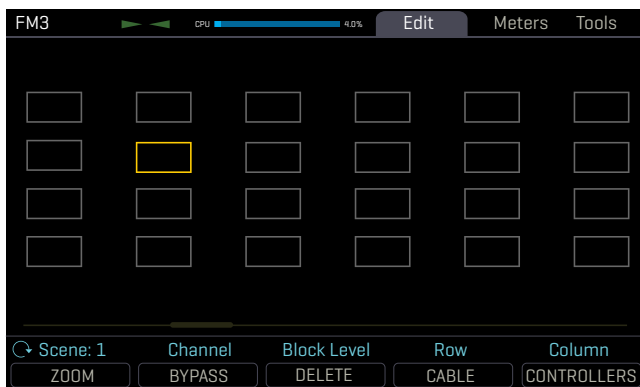 FM3 CPU 4.0% Edit Meters Tools
Scene: 1 Channel Block Level Row Column
ZOOM BYPASS DELETE CABLE CONTROLLERS